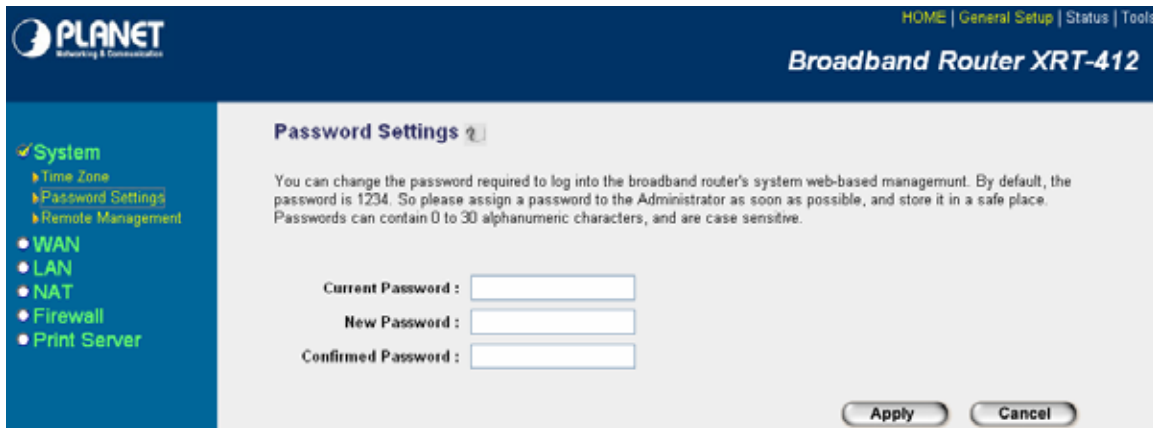 PLANET
Networking & Communication
HOME | General Setup | Status | Tools
Broadband Router XRT-412
System
Time Zone
Password Settings
Remote Management
WAN
LAN
NAT
Firewall
Print Server
Password Settings
You can change the password required to log into the broadband router's system web-based managemunt. By default, the
password is 1234. So please assign a password to the Administrator as soon as possible, and store it in a safe place.
Passwords can contain 0 to 30 alphanumeric characters, and are case sensitive.
Current Password :
New Password :
Confirmed Password :
Apply Cancel